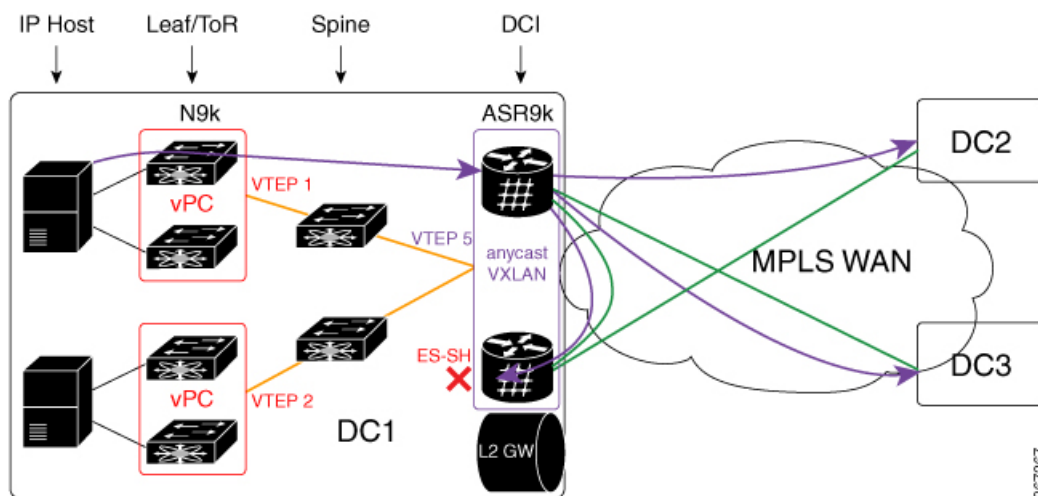 IP Host
Leaf/ToR
Spine
DCI
N9k
ASR9k
VTEP 1
vPC
VTEP 5
anycast
VXLAN
DC2
MPLS WAN
ES-SH
vPC
VTEP 2
DC1
L2 GW
DC3